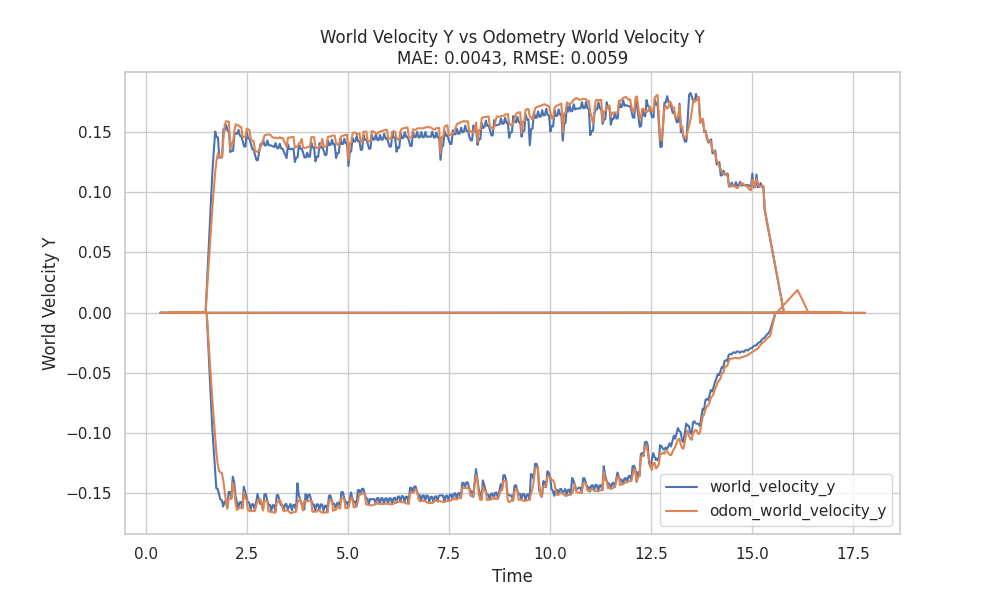 World Velocity Y vs Odometry World Velocity Y
MAE: 0.0043, RMSE: 0.0059
World Velocity Y
0.15
0.10
0.05
0.00
−0.05
−0.10
−0.15
world_velocity_y
odom_world_velocity_y
0.0 2.5 5.0 7.5 10.0 12.5 15.0 17.5
Time